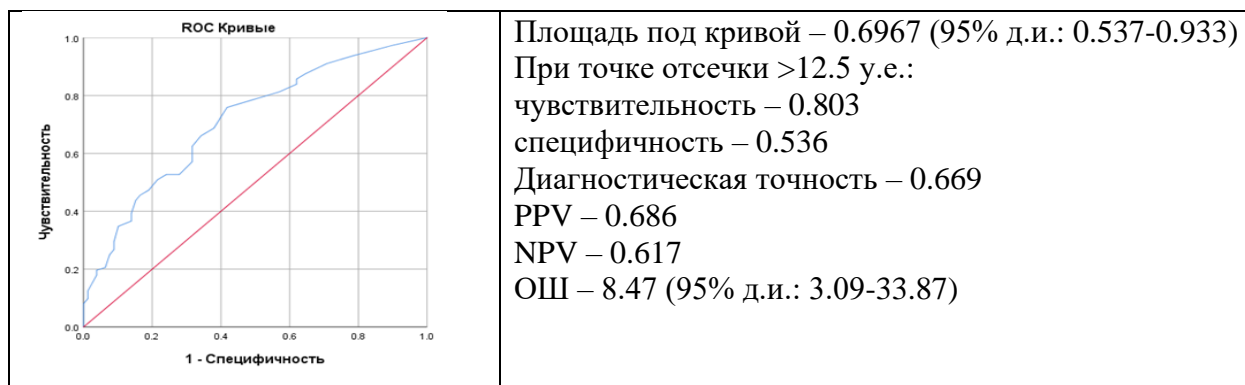 ROC Кривые
1.0
0.8
0.6
0.4
0.2
0.0
Чувствительность
0.0 0.2 0.4 0.6 0.8 1.0
1 - Специфичность
Площадь под кривой – 0.6967 (95% д.и.: 0.537-0.933)
При точке отсечки >12.5 у.е.:
чувствительность – 0.803
специфичность – 0.536
Диагностическая точность – 0.669
PPV – 0.686
NPV – 0.617
ОШ – 8.47 (95% д.и.: 3.09-33.87)